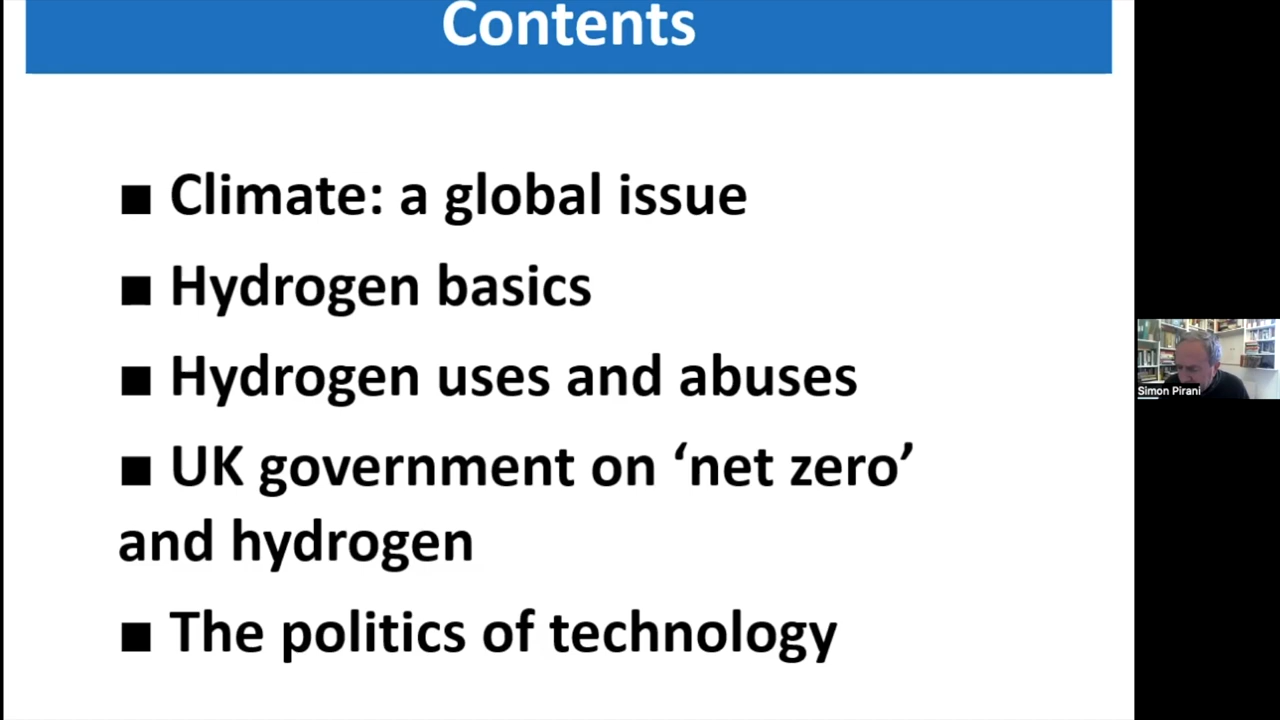 Contents
■ Climate: a global issue
■ Hydrogen basics
■ Hydrogen uses and abuses
■ UK government on ‘net zero’
and hydrogen
■ The politics of technology
Simon Pirani